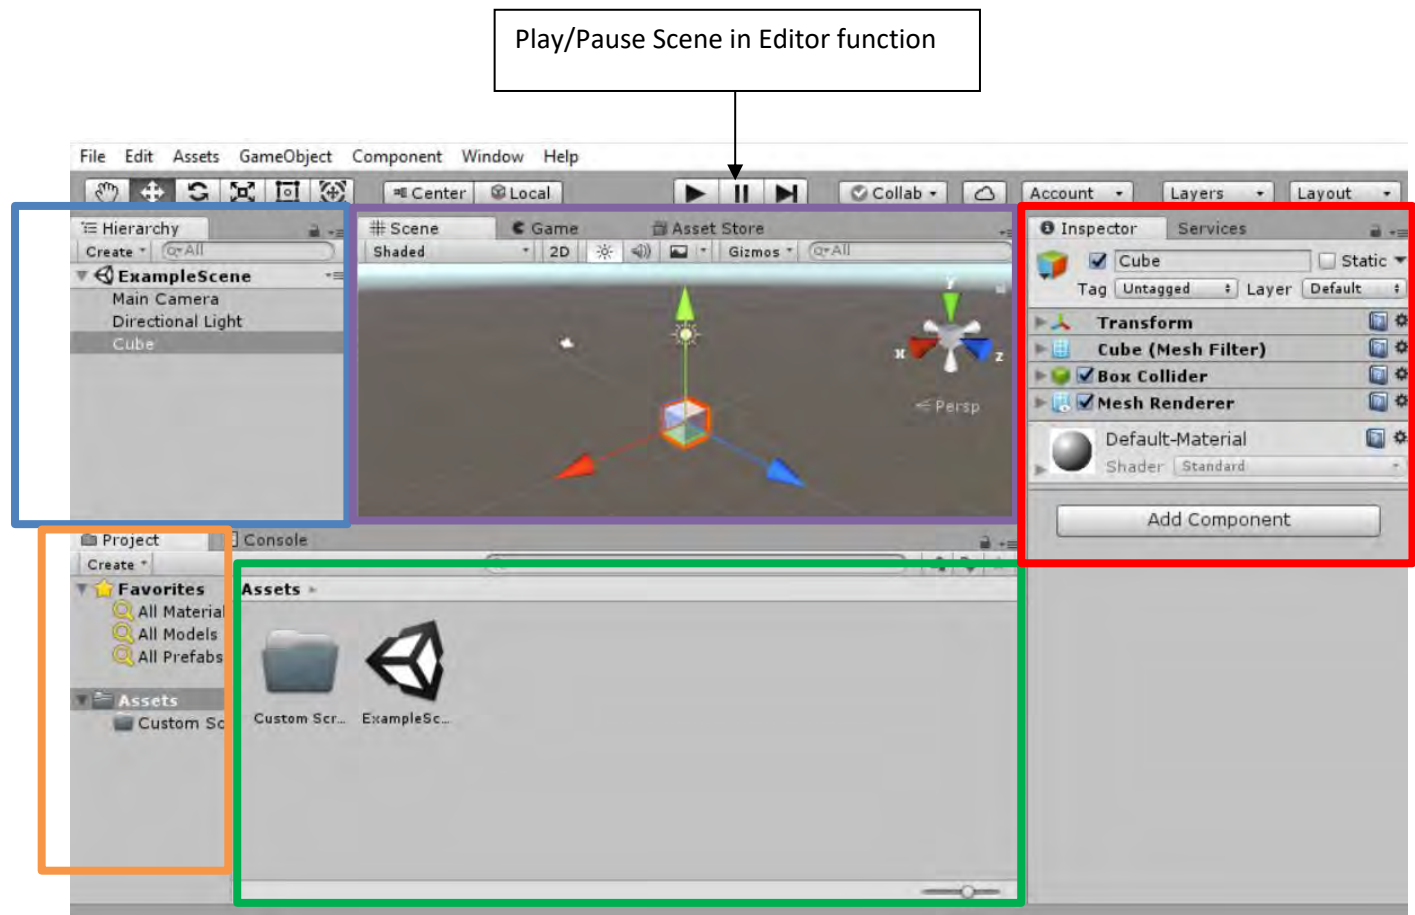 Play/Pause Scene in Editor function
File Edit Assets GameObject Component Window Help
Center Local Collab Account Layers Layout
Hierarchy
Create All
ExampleScene
Main Camera
Directional Light
Cube
Scene Game Asset Store
Shaded 2D Gizmos All
y
x z
Persp
Inspector Services
Cube Static
Tag Untagged Layer Default
Transform
Cube (Mesh Filter)
Box Collider
Mesh Renderer
Default-Material
Shader Standard
Add Component
Project Console
Create
Favorites
All Material
All Models
All Prefabs
Assets
Custom Sc
Assets
Custom Scr... ExampleSc...